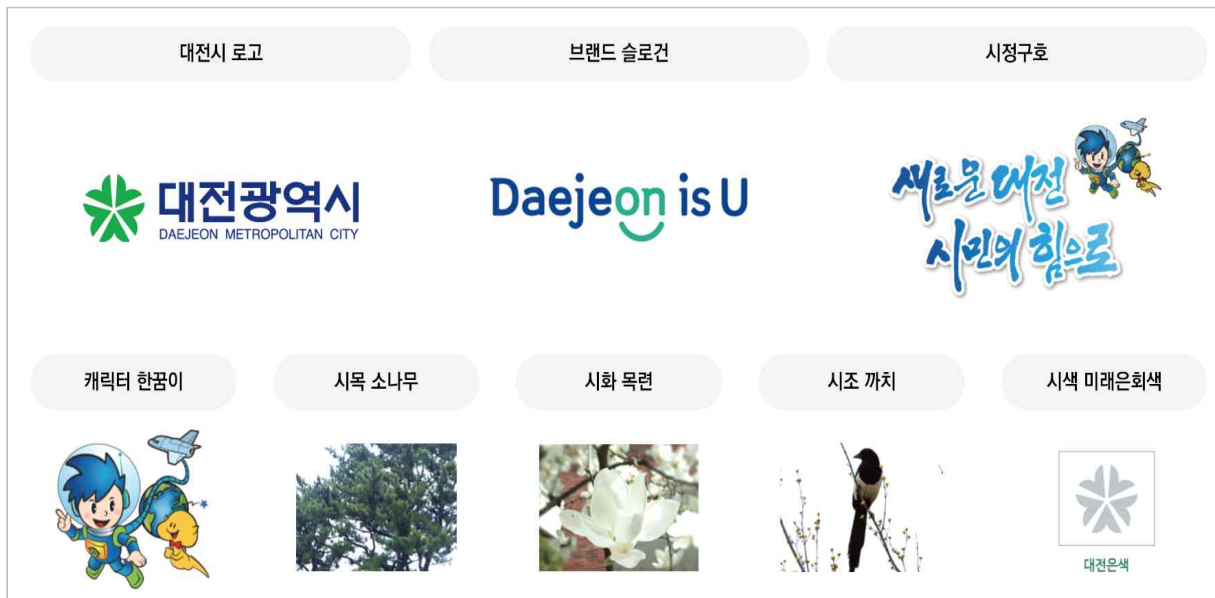 대전시 로고
브랜드 슬로건
시정구호
대전광역시
DAEJEON METROPOLITAN CITY
Daejeon is U
새로운 대전
시민의 힘으로
캐릭터 한꿈이
시목 소나무
시화 목련
시조 까치
시색 미래은회색
대전은색